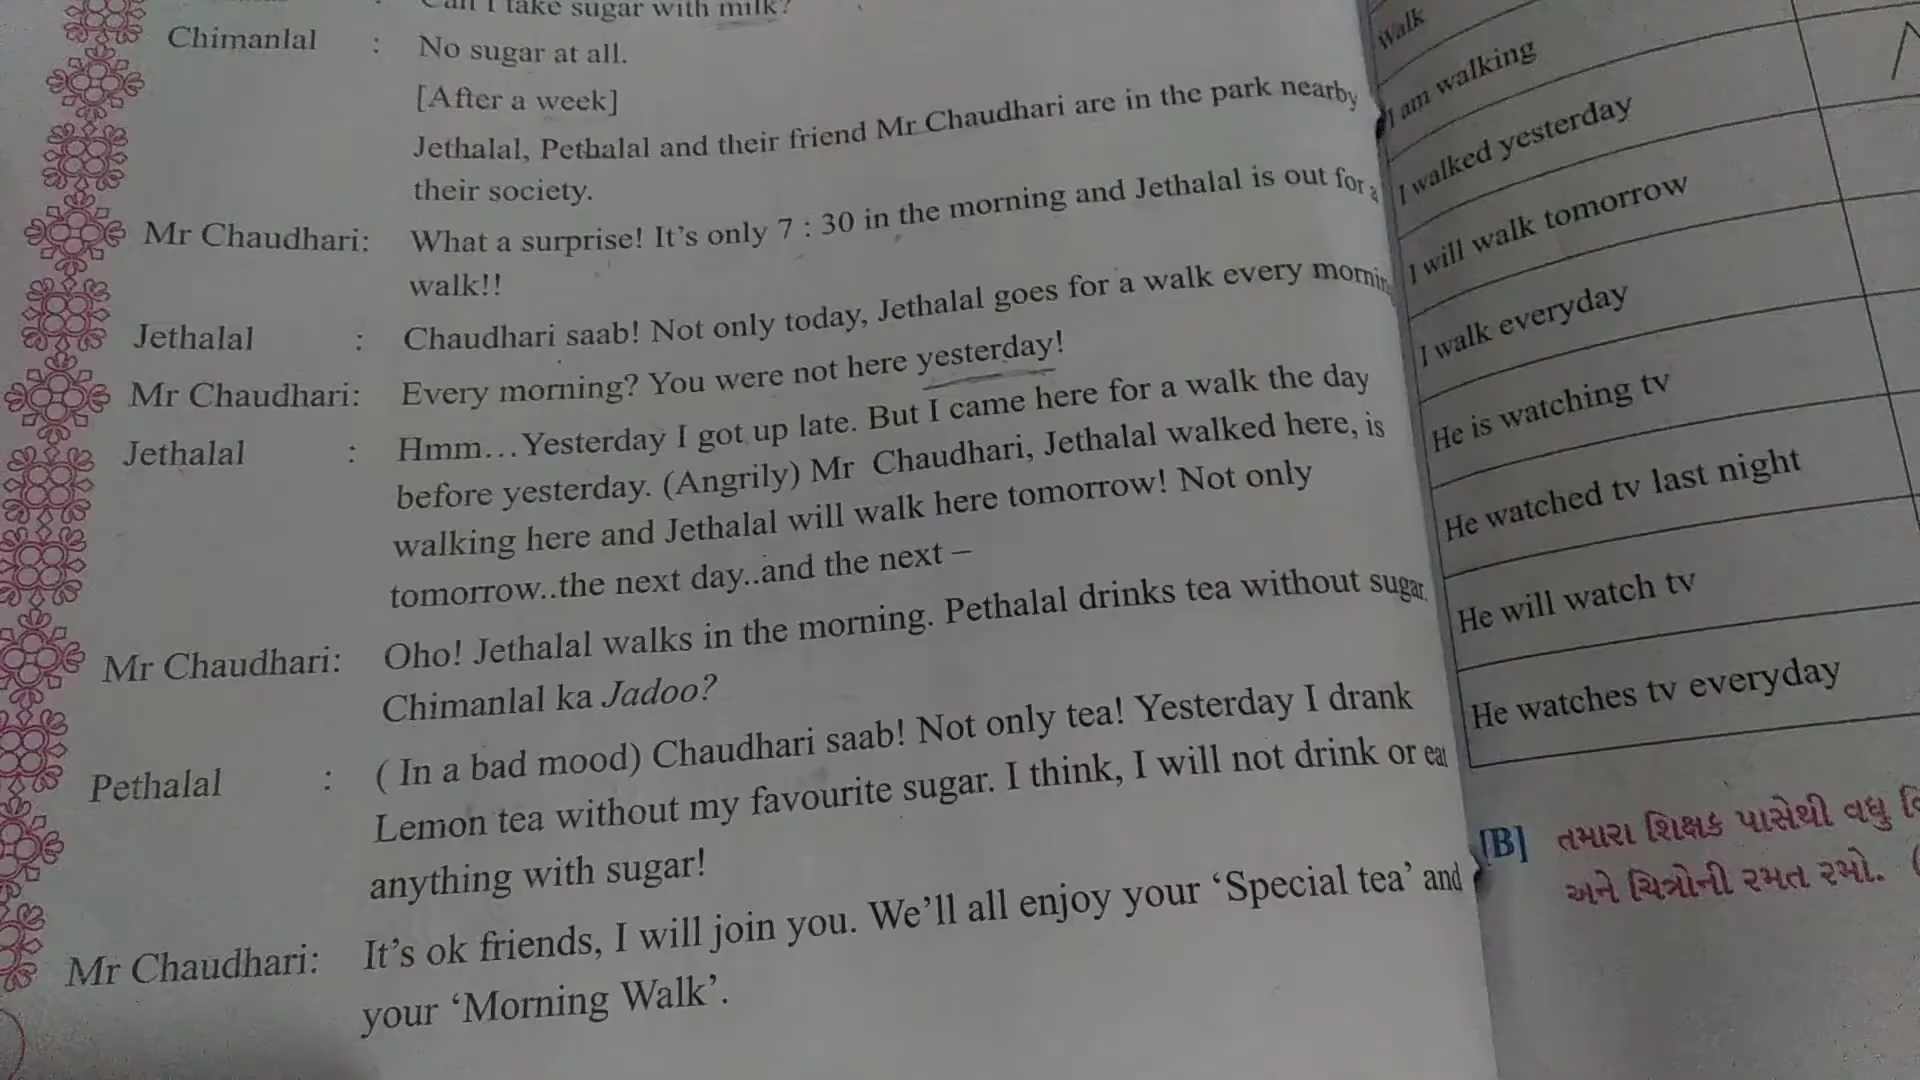 Can I take sugar with milk?
Chimanlal : No sugar at all.
[After a week]
Jethalal, Pethalal and their friend Mr Chaudhari are in the park nearby
their society.
Mr Chaudhari: What a surprise! It's only 7 : 30 in the morning and Jethalal is out for a
walk!!
Jethalal : Chaudhari saab! Not only today, Jethalal goes for a walk every
Mr Chaudhari: Every morning? You were not here yesterday!
Jethalal : Hmm...Yesterday I got up late. But I came here for a walk the day
before yesterday. (Angrily) Mr Chaudhari, Jethalal walked here, is
walking here and Jethalal will walk here tomorrow! Not only
tomorrow..the next day..and the next –
Mr Chaudhari: Oho! Jethalal walks in the morning. Pethalal drinks tea without sugar.
Chimanlal ka Jadoo?
Pethalal : ( In a bad mood) Chaudhari saab! Not only tea! Yesterday I drank
Lemon tea without my favourite sugar. I think, I will not drink or eat
anything with sugar!
Mr Chaudhari: It's ok friends, I will join you. We'll all enjoy your 'Special tea' and
your 'Morning Walk'.
Walk
I am walking
I walked yesterday
I will walk tomorrow
I walk everyday
He is watching tv
He watched tv last night
He will watch tv
He watches tv everyday
[B] તમારા શિક્ષક પાસેથી વધુ
અને ચિત્રોની રમત રમો.